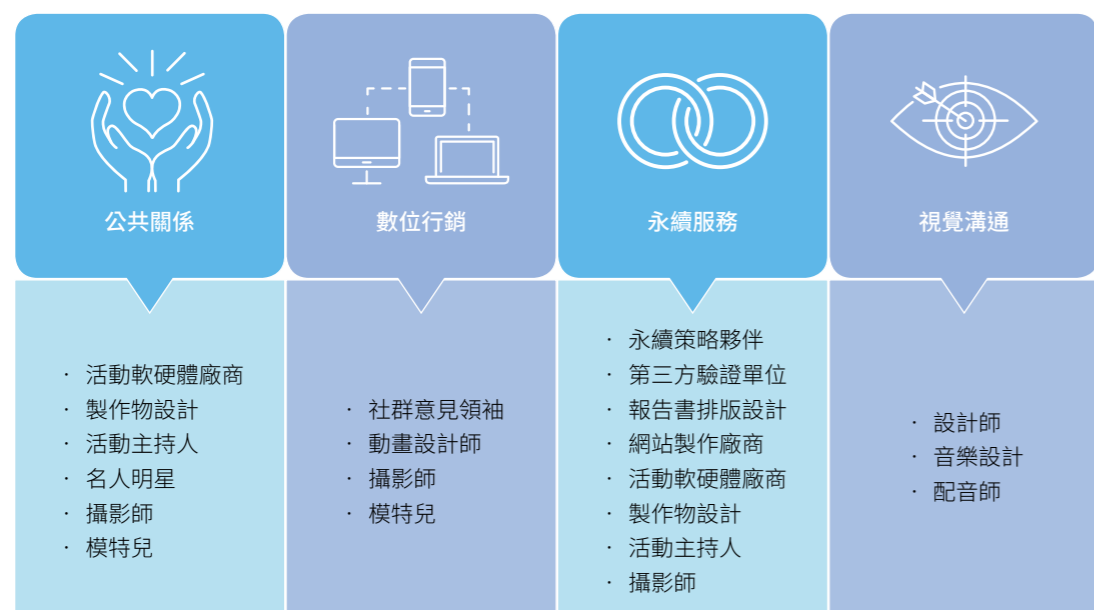 公共關係
· 活動軟硬體廠商
· 製作物設計
· 活動主持人
· 名人明星
· 攝影師
· 模特兒
數位行銷
· 社群意見領袖
· 動畫設計師
· 攝影師
· 模特兒
永續服務
· 永續策略夥伴
· 第三方驗證單位
· 報告書排版設計
· 網站製作廠商
· 活動軟硬體廠商
· 製作物設計
· 活動主持人
· 攝影師
視覺溝通
· 設計師
· 音樂設計
· 配音師